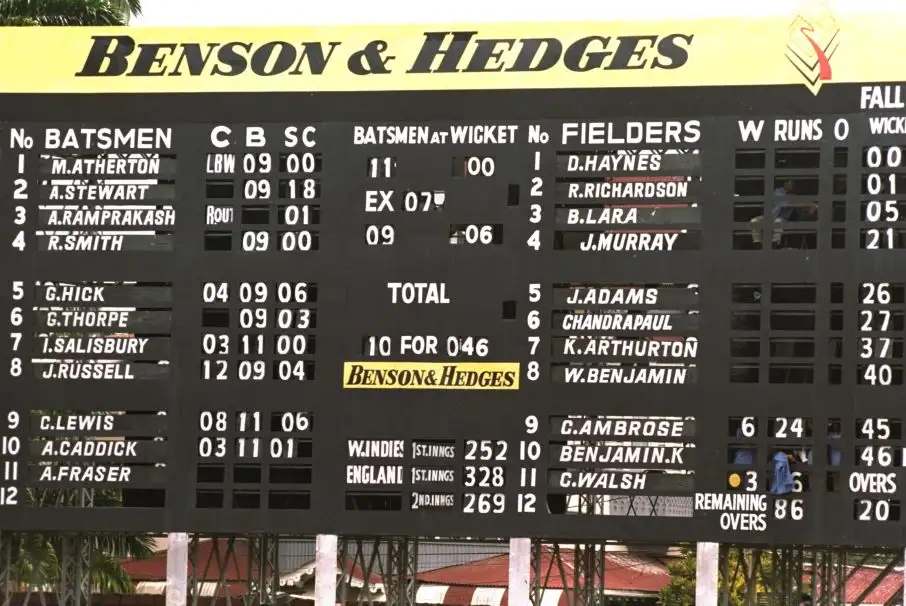 BENSON & HEDGES
FALL
No BATSMEN C B SC BATSMEN AT WICKET No FIELDERS W RUNS O WICK
1 M.ATHERTON LBW 09 00 11 00 1 D.HAYNES 00
2 A.STEWART 09 18 EX 07 2 R.RICHARDSON 01
3 A.RAMPRAKASH ROUT 01 3 B.LARA 05
4 R.SMITH 09 00 09 06 4 J.MURRAY 21
5 G.HICK 04 09 06 TOTAL 5 J.ADAMS 26
6 G.THORPE 09 03 6 CHANDRAPAUL 27
7 I.SALISBURY 03 11 00 10 FOR 046 7 K.ARTHURTON 37
8 J.RUSSELL 12 09 04 BENSON & HEDGES 8 W.BENJAMIN 40
9 C.LEWIS 08 11 06 9 C.AMBROSE 6 24 45
10 A.CADDICK 03 11 01 W.INDIES 1ST.INNGS 252 10 BENJAMIN.K 46
11 A.FRASER ENGLAND 1ST.INNGS 328 11 C.WALSH 3 OVERS
12 2ND.INNGS 269 12 REMAINING OVERS 86 20